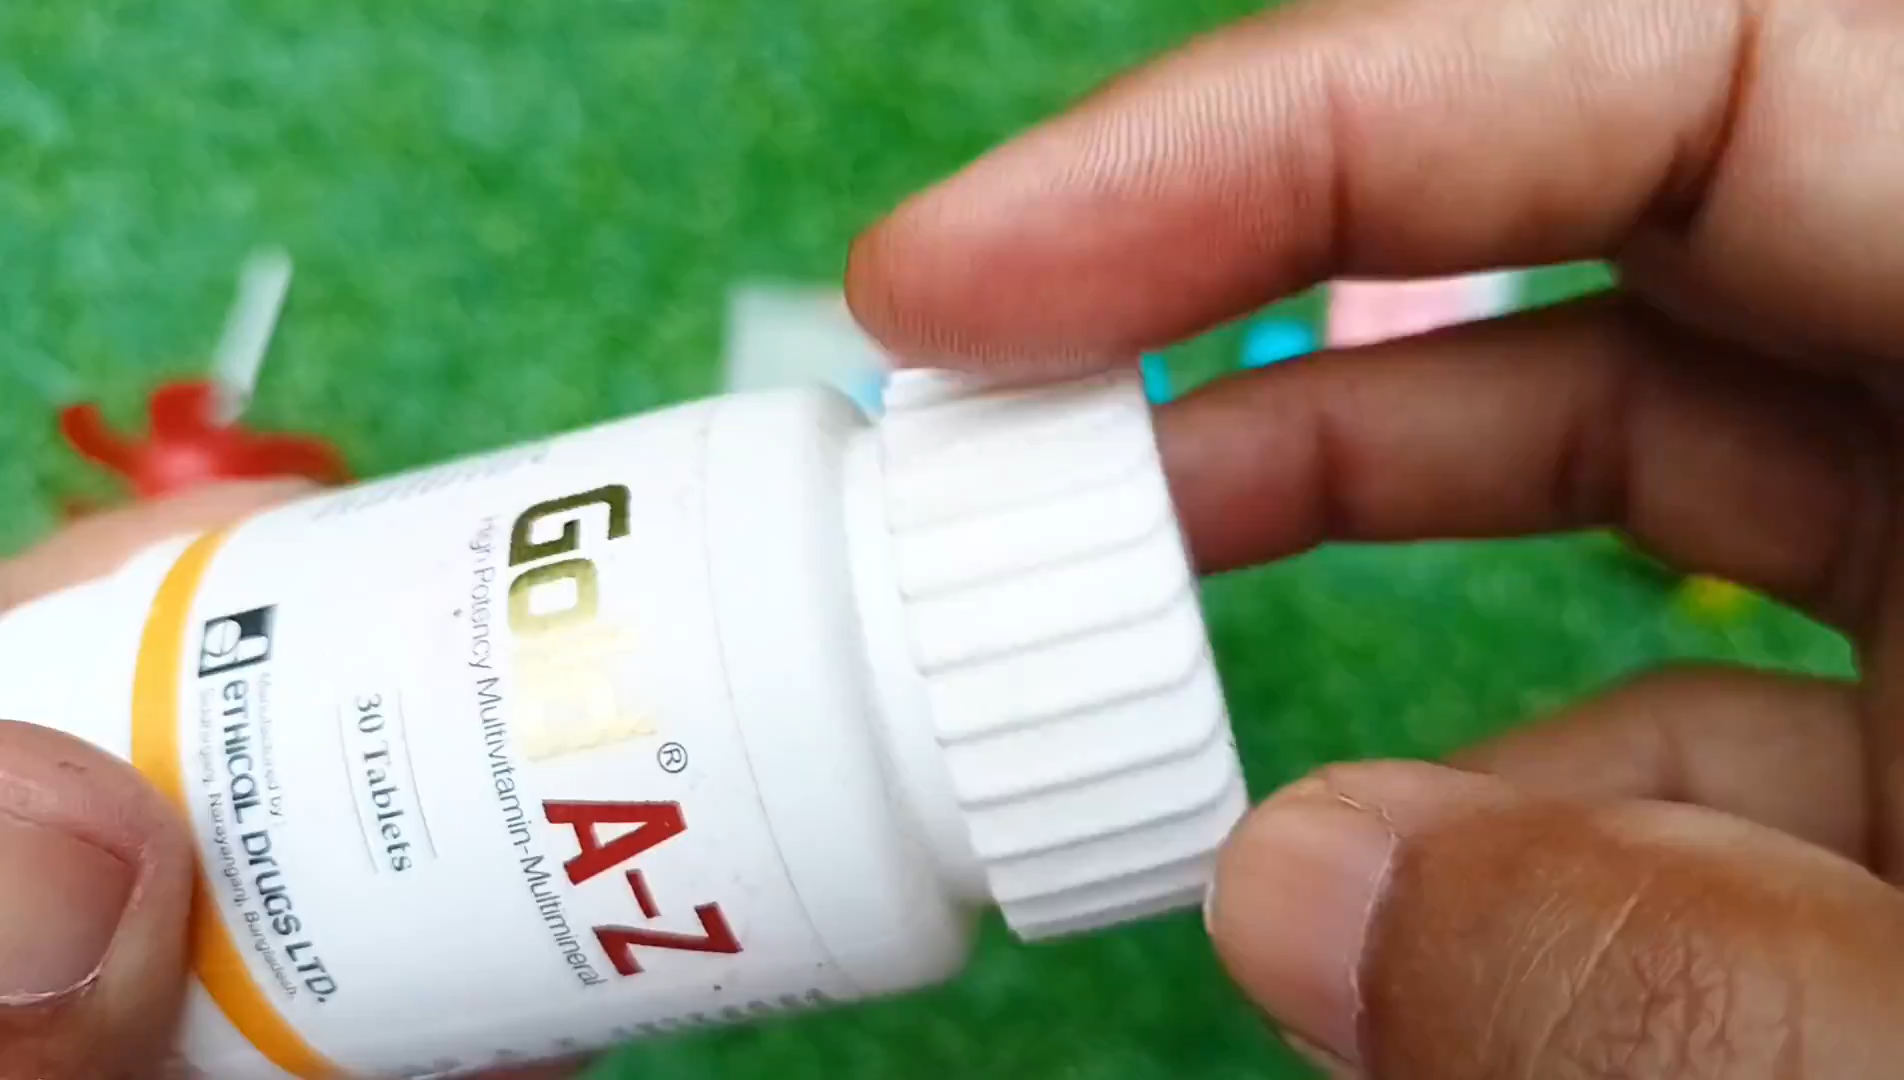 Gold® A-Z
High Potency Multivitamin-Multimineral
30 Tablets
Manufactured by
ETHICAL DRUGS LTD.
Narayanganj, Bangladesh.